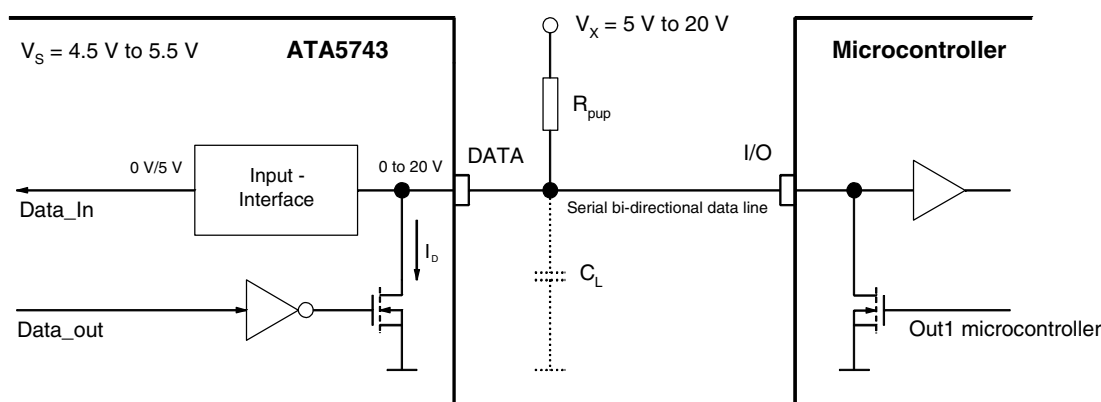 V_S = 4.5 V to 5.5 V
ATA5743
V_X = 5 V to 20 V
Microcontroller
R_pup
0 V/5 V
Input -
Interface
0 to 20 V
DATA
I/O
Data_In
Serial bi-directional data line
I_D
C_L
Data_out
Out1 microcontroller